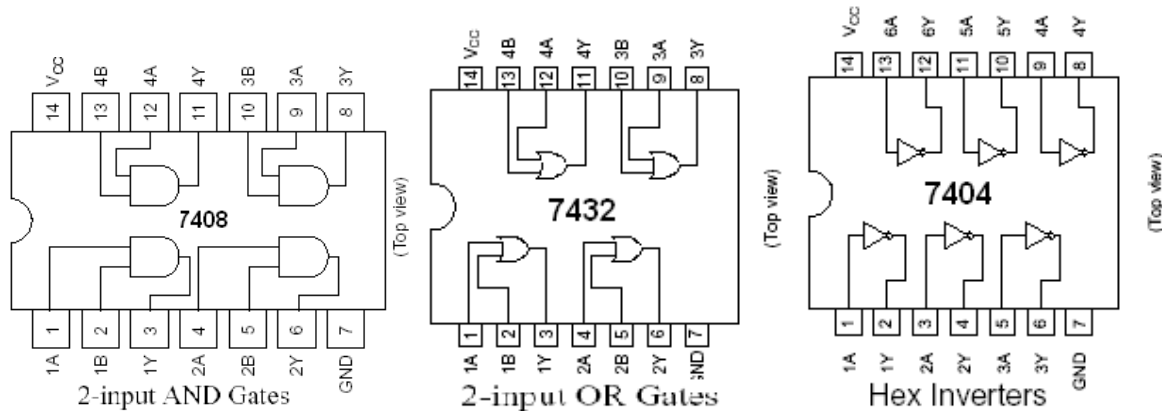 VCC 4B 4A 4Y 3B 3A 3Y
14 13 12 11 10 9 8
7408
(Top view)
1 2 3 4 5 6 7
1A 1B 1Y 2A 2B 2Y GND
2-input AND Gates
VCC 4B 4A 4Y 3B 3A 3Y
14 13 12 11 10 9 8
7432
(Top view)
1 2 3 4 5 6 7
1A 1B 1Y 2A 2B 2Y GND
2-input OR Gates
VCC 6A 6Y 5A 5Y 4A 4Y
14 13 12 11 10 9 8
7404
(Top view)
1 2 3 4 5 6 7
1A 1Y 2A 2Y 3A 3Y GND
Hex Inverters